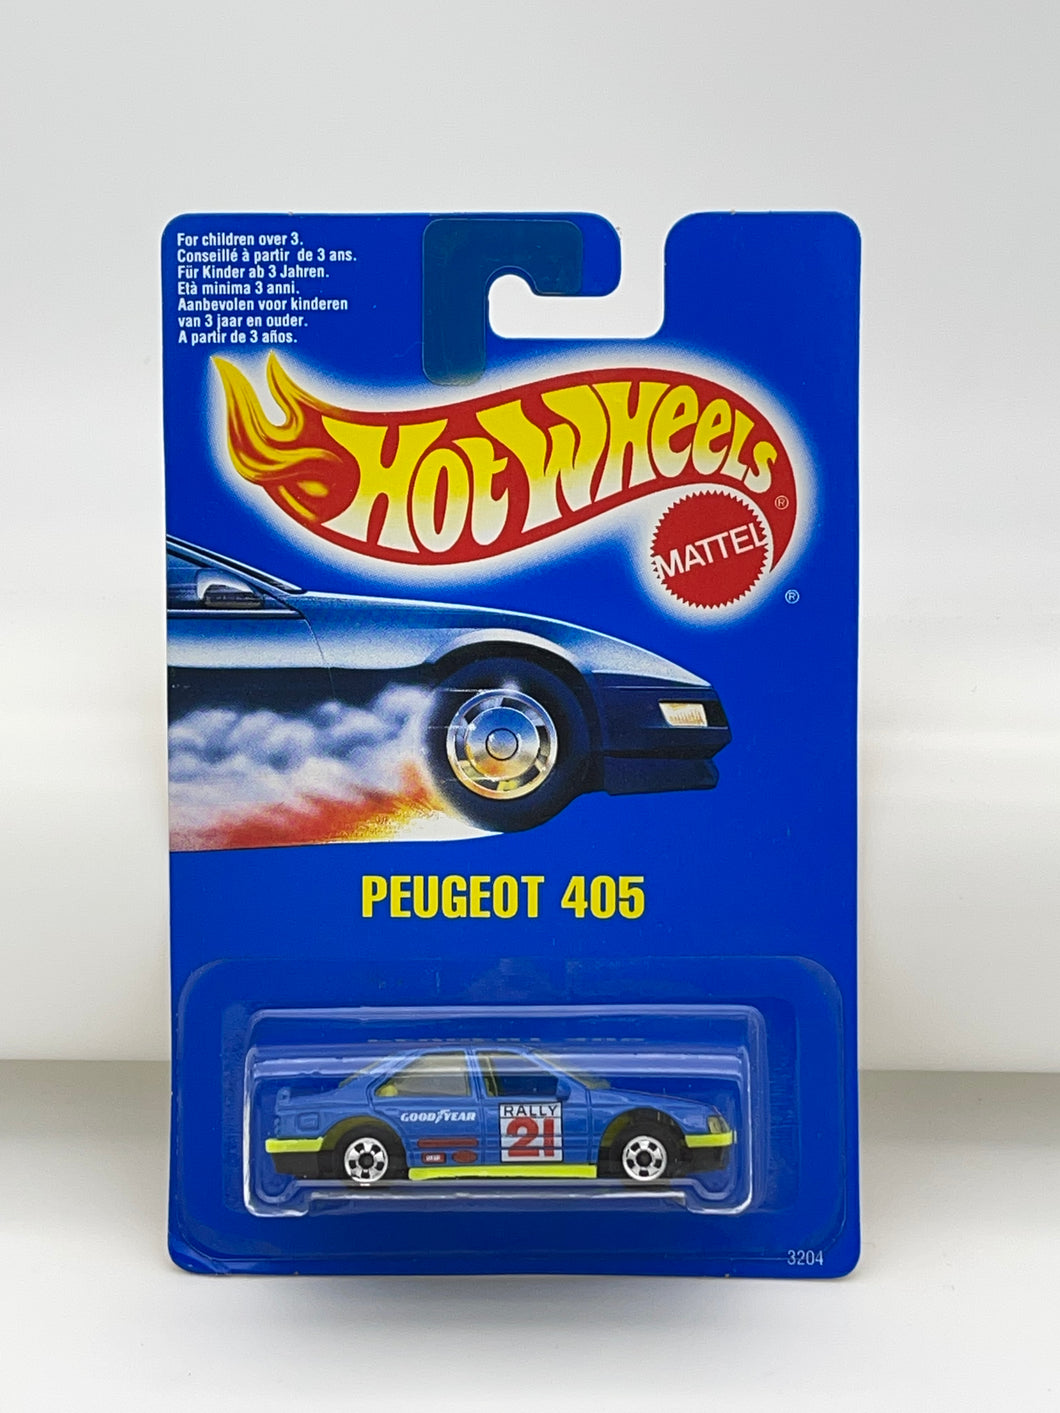 For children over 3.
Conseillé à partir de 3 ans.
Für Kinder ab 3 Jahren.
Età minima 3 anni.
Aanbevolen voor kinderen
van 3 jaar en ouder.
A partir de 3 años.
HOT WHEELS ®
MATTEL
®
PEUGEOT 405
GOODYEAR
RALLY
21
3204